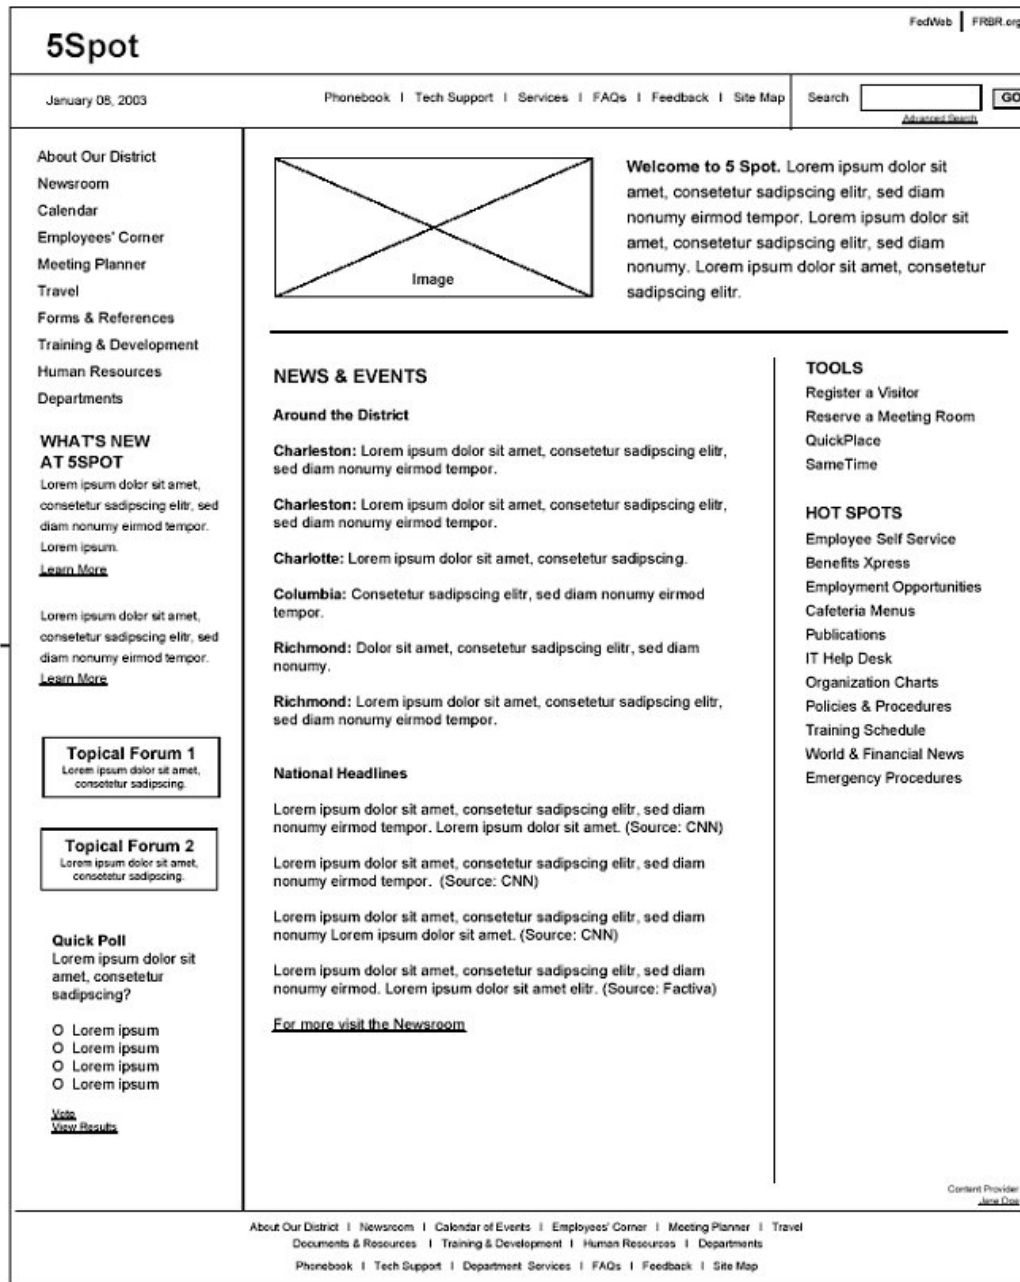 FedWeb | FRBR.org
5Spot
January 08, 2003
Phonebook | Tech Support | Services | FAQs | Feedback | Site Map
Search GO
Advanced Search
About Our District
Newsroom
Calendar
Employees' Corner
Meeting Planner
Travel
Forms & References
Training & Development
Human Resources
Departments
WHAT'S NEW
AT 5SPOT
Lorem ipsum dolor sit amet,
consetetur sadipscing elitr, sed
diam nonumy eirmod tempor.
Lorem ipsum.
Learn More
Lorem ipsum dolor sit amet,
consetetur sadipscing elitr, sed
diam nonumy eirmod tempor.
Learn More
Topical Forum 1
Lorem ipsum dolor sit amet,
consetetur sadipscing.
Topical Forum 2
Lorem ipsum dolor sit amet,
consetetur sadipscing.
Quick Poll
Lorem ipsum dolor sit
amet, consetetur
sadipscing?
O Lorem ipsum
O Lorem ipsum
O Lorem ipsum
O Lorem ipsum
Vote
View Results
Image
Welcome to 5 Spot. Lorem ipsum dolor sit
amet, consetetur sadipscing elitr, sed diam
nonumy eirmod tempor. Lorem ipsum dolor sit
amet, consetetur sadipscing elitr, sed diam
nonumy. Lorem ipsum dolor sit amet, consetetur
sadipscing elitr.
NEWS & EVENTS
Around the District
Charleston: Lorem ipsum dolor sit amet, consetetur sadipscing elitr,
sed diam nonumy eirmod tempor.
Charleston: Lorem ipsum dolor sit amet, consetetur sadipscing elitr,
sed diam nonumy eirmod tempor.
Charlotte: Lorem ipsum dolor sit amet, consetetur sadipscing.
Columbia: Consetetur sadipscing elitr, sed diam nonumy eirmod
tempor.
Richmond: Dolor sit amet, consetetur sadipscing elitr, sed diam
nonumy.
Richmond: Lorem ipsum dolor sit amet, consetetur sadipscing elitr,
sed diam nonumy eirmod tempor.
National Headlines
Lorem ipsum dolor sit amet, consetetur sadipscing elitr, sed diam
nonumy eirmod tempor. Lorem ipsum dolor sit amet. (Source: CNN)
Lorem ipsum dolor sit amet, consetetur sadipscing elitr, sed diam
nonumy eirmod tempor. (Source: CNN)
Lorem ipsum dolor sit amet, consetetur sadipscing elitr, sed diam
nonumy Lorem ipsum dolor sit amet. (Source: CNN)
Lorem ipsum dolor sit amet, consetetur sadipscing elitr, sed diam
nonumy eirmod. Lorem ipsum dolor sit amet elitr. (Source: Factiva)
For more visit the Newsroom
TOOLS
Register a Visitor
Reserve a Meeting Room
QuickPlace
SameTime
HOT SPOTS
Employee Self Service
Benefits Xpress
Employment Opportunities
Cafeteria Menus
Publications
IT Help Desk
Organization Charts
Policies & Procedures
Training Schedule
World & Financial News
Emergency Procedures
Content Provider
Jane Doe
About Our District | Newsroom | Calendar of Events | Employees' Corner | Meeting Planner | Travel
Documents & Resources | Training & Development | Human Resources | Departments
Phonebook | Tech Support | Department Services | FAQs | Feedback | Site Map